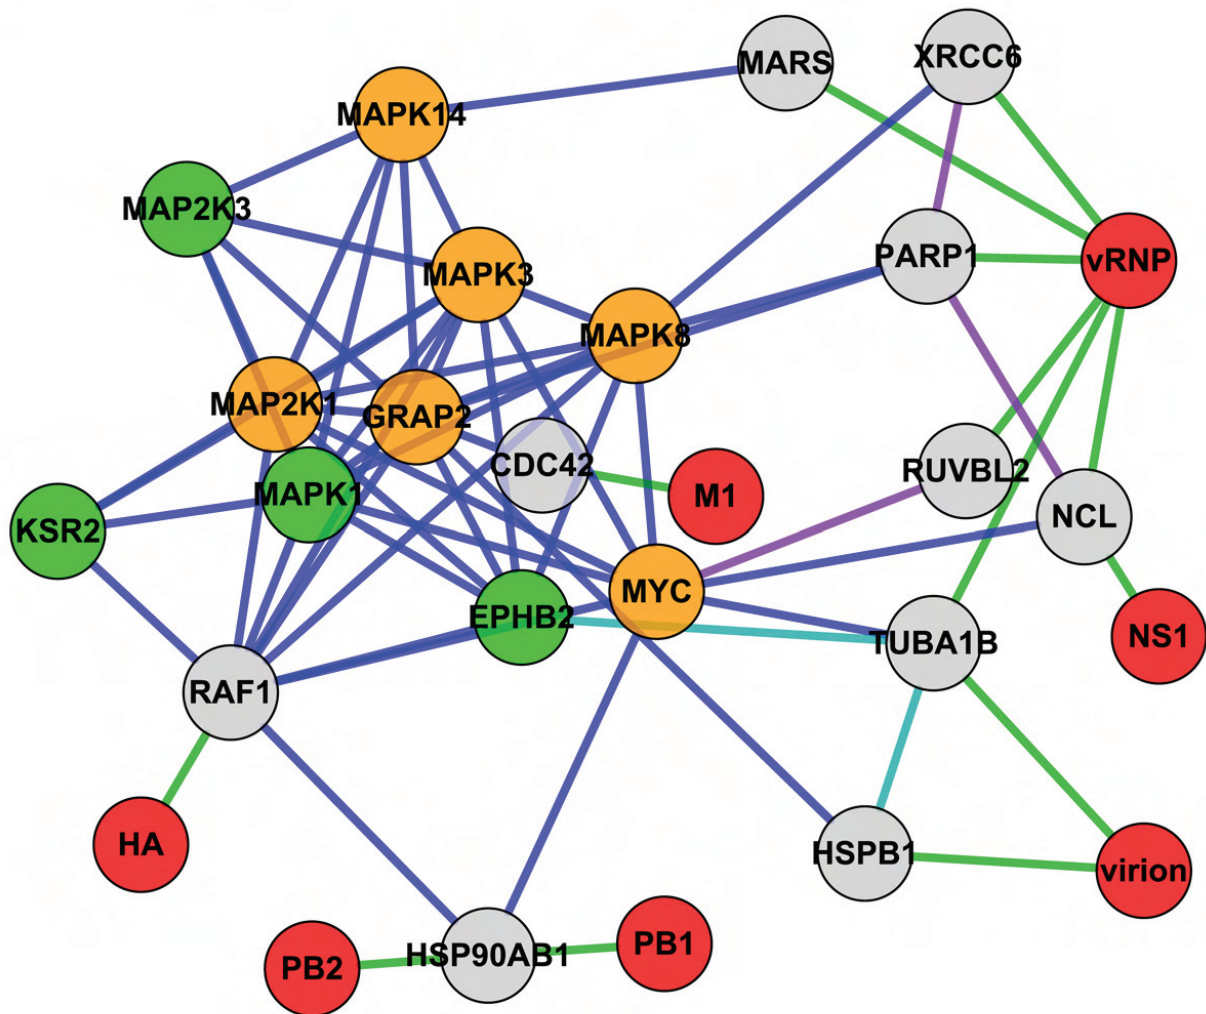 XRCC6
MARS
MAPK14
MAP2K3
PARP1
vRNP
MAPK3
MAPK8
MAP2K1
GRAP2
CDC42
RUVBL2
MAPK1
M1
NCL
KSR2
MYC
EPHB2
NS1
TUBA1B
RAF1
HA
HSPB1
virion
PB1
HSP90AB1
PB2